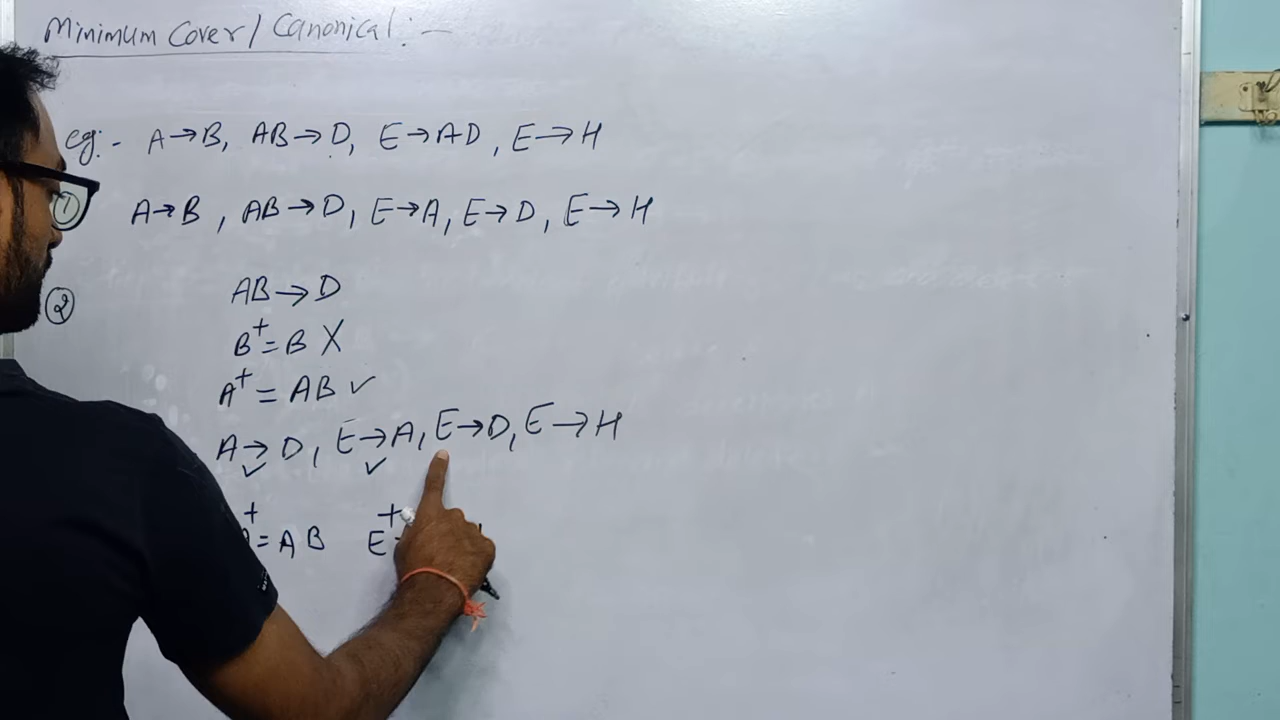 Minimum Cover / Canonical : -
eg: - A→B, AB→D, E→AD, E→H
① A→B, AB→D, E→A, E→D, E→H
② AB→D
B⁺ = B X
A⁺ = AB ✓
A→D, E→A, E→D, E→H
✓ ✓
⁺ = AB E⁺